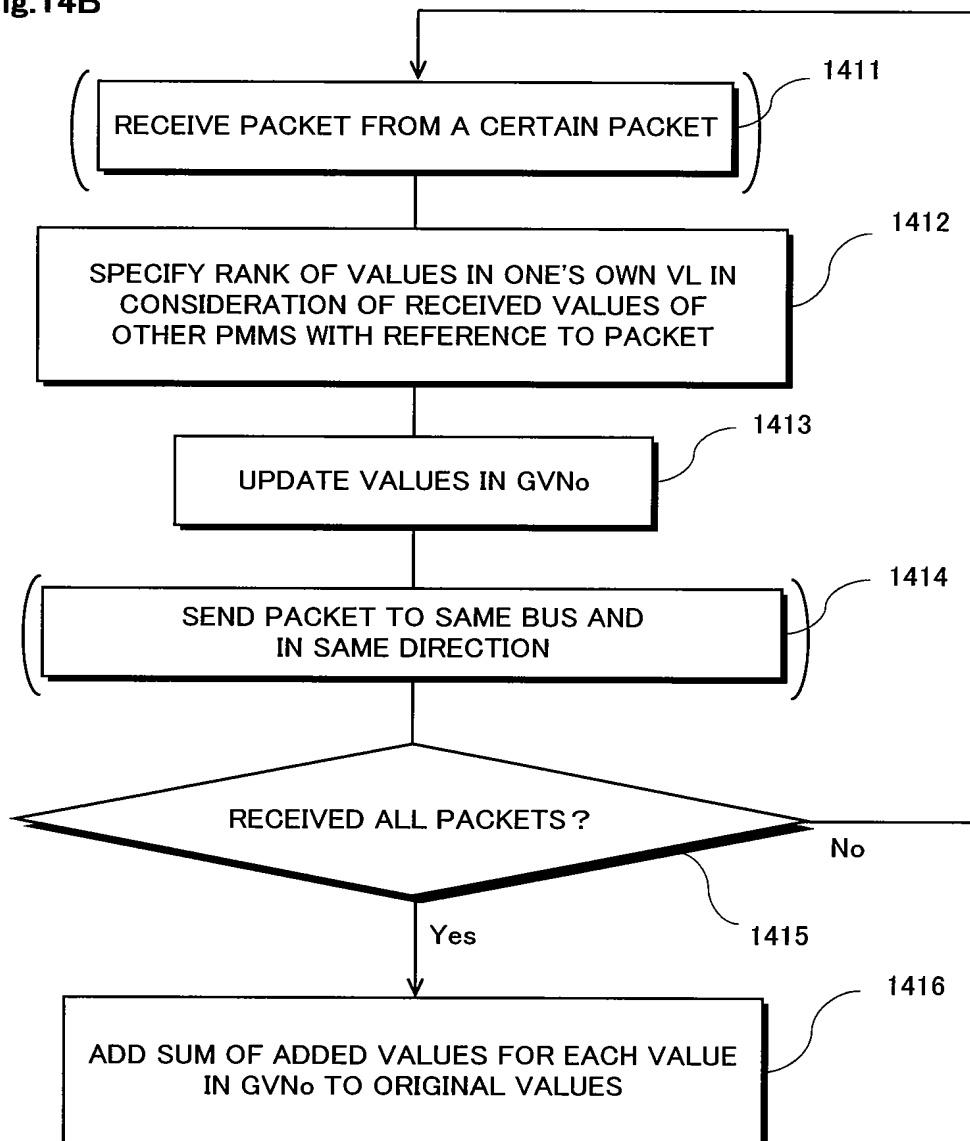 ig.14B
1411
RECEIVE PACKET FROM A CERTAIN PACKET
1412
SPECIFY RANK OF VALUES IN ONE'S OWN VL IN
CONSIDERATION OF RECEIVED VALUES OF
OTHER PMMS WITH REFERENCE TO PACKET
1413
UPDATE VALUES IN GVNo
1414
SEND PACKET TO SAME BUS AND
IN SAME DIRECTION
RECEIVED ALL PACKETS?
No
Yes
1415
1416
ADD SUM OF ADDED VALUES FOR EACH VALUE
IN GVNo TO ORIGINAL VALUES